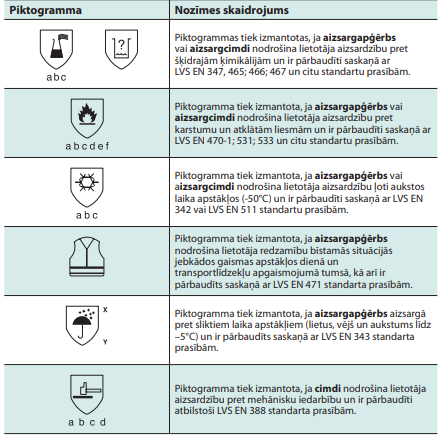 Piktogramma Nozīmes skaidrojums
Piktogrammas tiek izmantotas, ja aizsargapģērbs
vai aizsargcimdi nodrošina lietotāja aizsardzību pret
šķidrajām ķimikālijām un ir pārbaudīti saskaņā ar
LVS EN 347, 465; 466; 467 un citu standartu prasībām.
?
a b c
Piktogramma tiek izmantota, ja aizsargapģērbs vai
aizsargcimdi nodrošina lietotāja aizsardzību pret
karstumu un atklātām liesmām un ir pārbaudīti saskaņā ar
LVS EN 470-1; 531; 533 un citu standartu prasībām.
a b c d e f
Piktogramma tiek izmantota, ja aizsargapģērbs vai
aizsargcimdi nodrošina lietotāja aizsardzību ļoti aukstos
laika apstākļos (-50°C) un ir pārbaudīti saskaņā ar LVS EN
342 vai LVS EN 511 standartu prasībām.
a b c
Piktogramma tiek izmantota, ja aizsargapģērbs
nodrošina lietotāja redzamību bīstamās situācijās
jebkādos gaismas apstākļos dienā un
transportlīdzekļu apgaismojumā tumsā, kā arī ir
pārbaudīts saskaņā ar LVS EN 471 standarta prasībām.
X
Y
Piktogramma tiek izmantota, ja aizsargapģērbs aizsargā
pret sliktiem laika apstākļiem (lietus, vējš un aukstums līdz
–5°C) un ir pārbaudīts saskaņā ar LVS EN 343 standarta
prasībām.
Piktogramma tiek izmantota, ja cimdi nodrošina lietotāja
aizsardzību pret mehānisku iedarbību un ir pārbaudīti
atbilstoši LVS EN 388 standarta prasībām.
a b c d